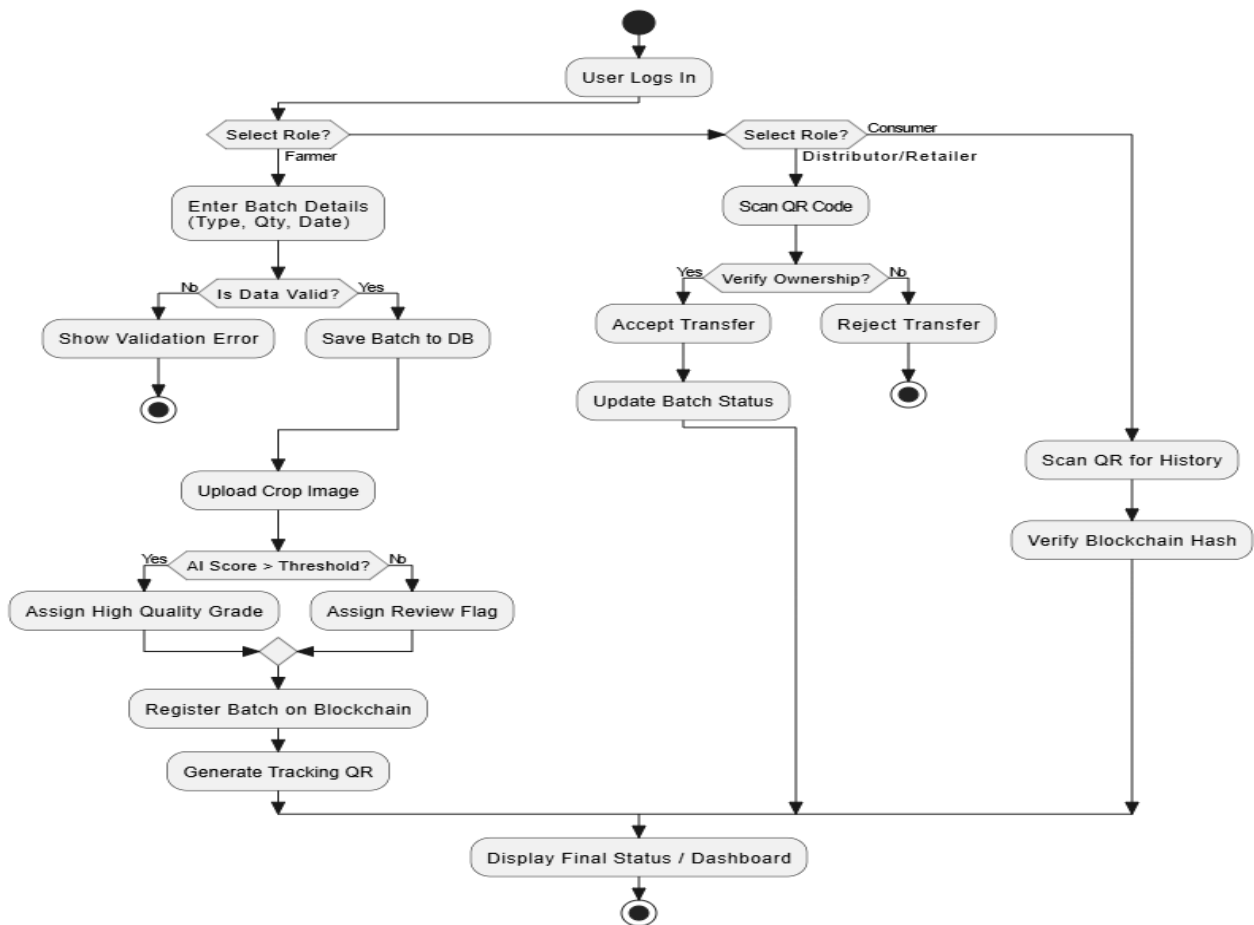 User Logs In
Select Role?
Farmer
Select Role?
Consumer
Distributor/Retailer
Enter Batch Details
(Type, Qty, Date)
Scan QR Code
No
Is Data Valid?
Yes
Yes
Verify Ownership?
No
Show Validation Error
Save Batch to DB
Accept Transfer
Reject Transfer
Update Batch Status
Scan QR for History
Upload Crop Image
Verify Blockchain Hash
Yes
AI Score > Threshold?
No
Assign High Quality Grade
Assign Review Flag
Register Batch on Blockchain
Generate Tracking QR
Display Final Status / Dashboard